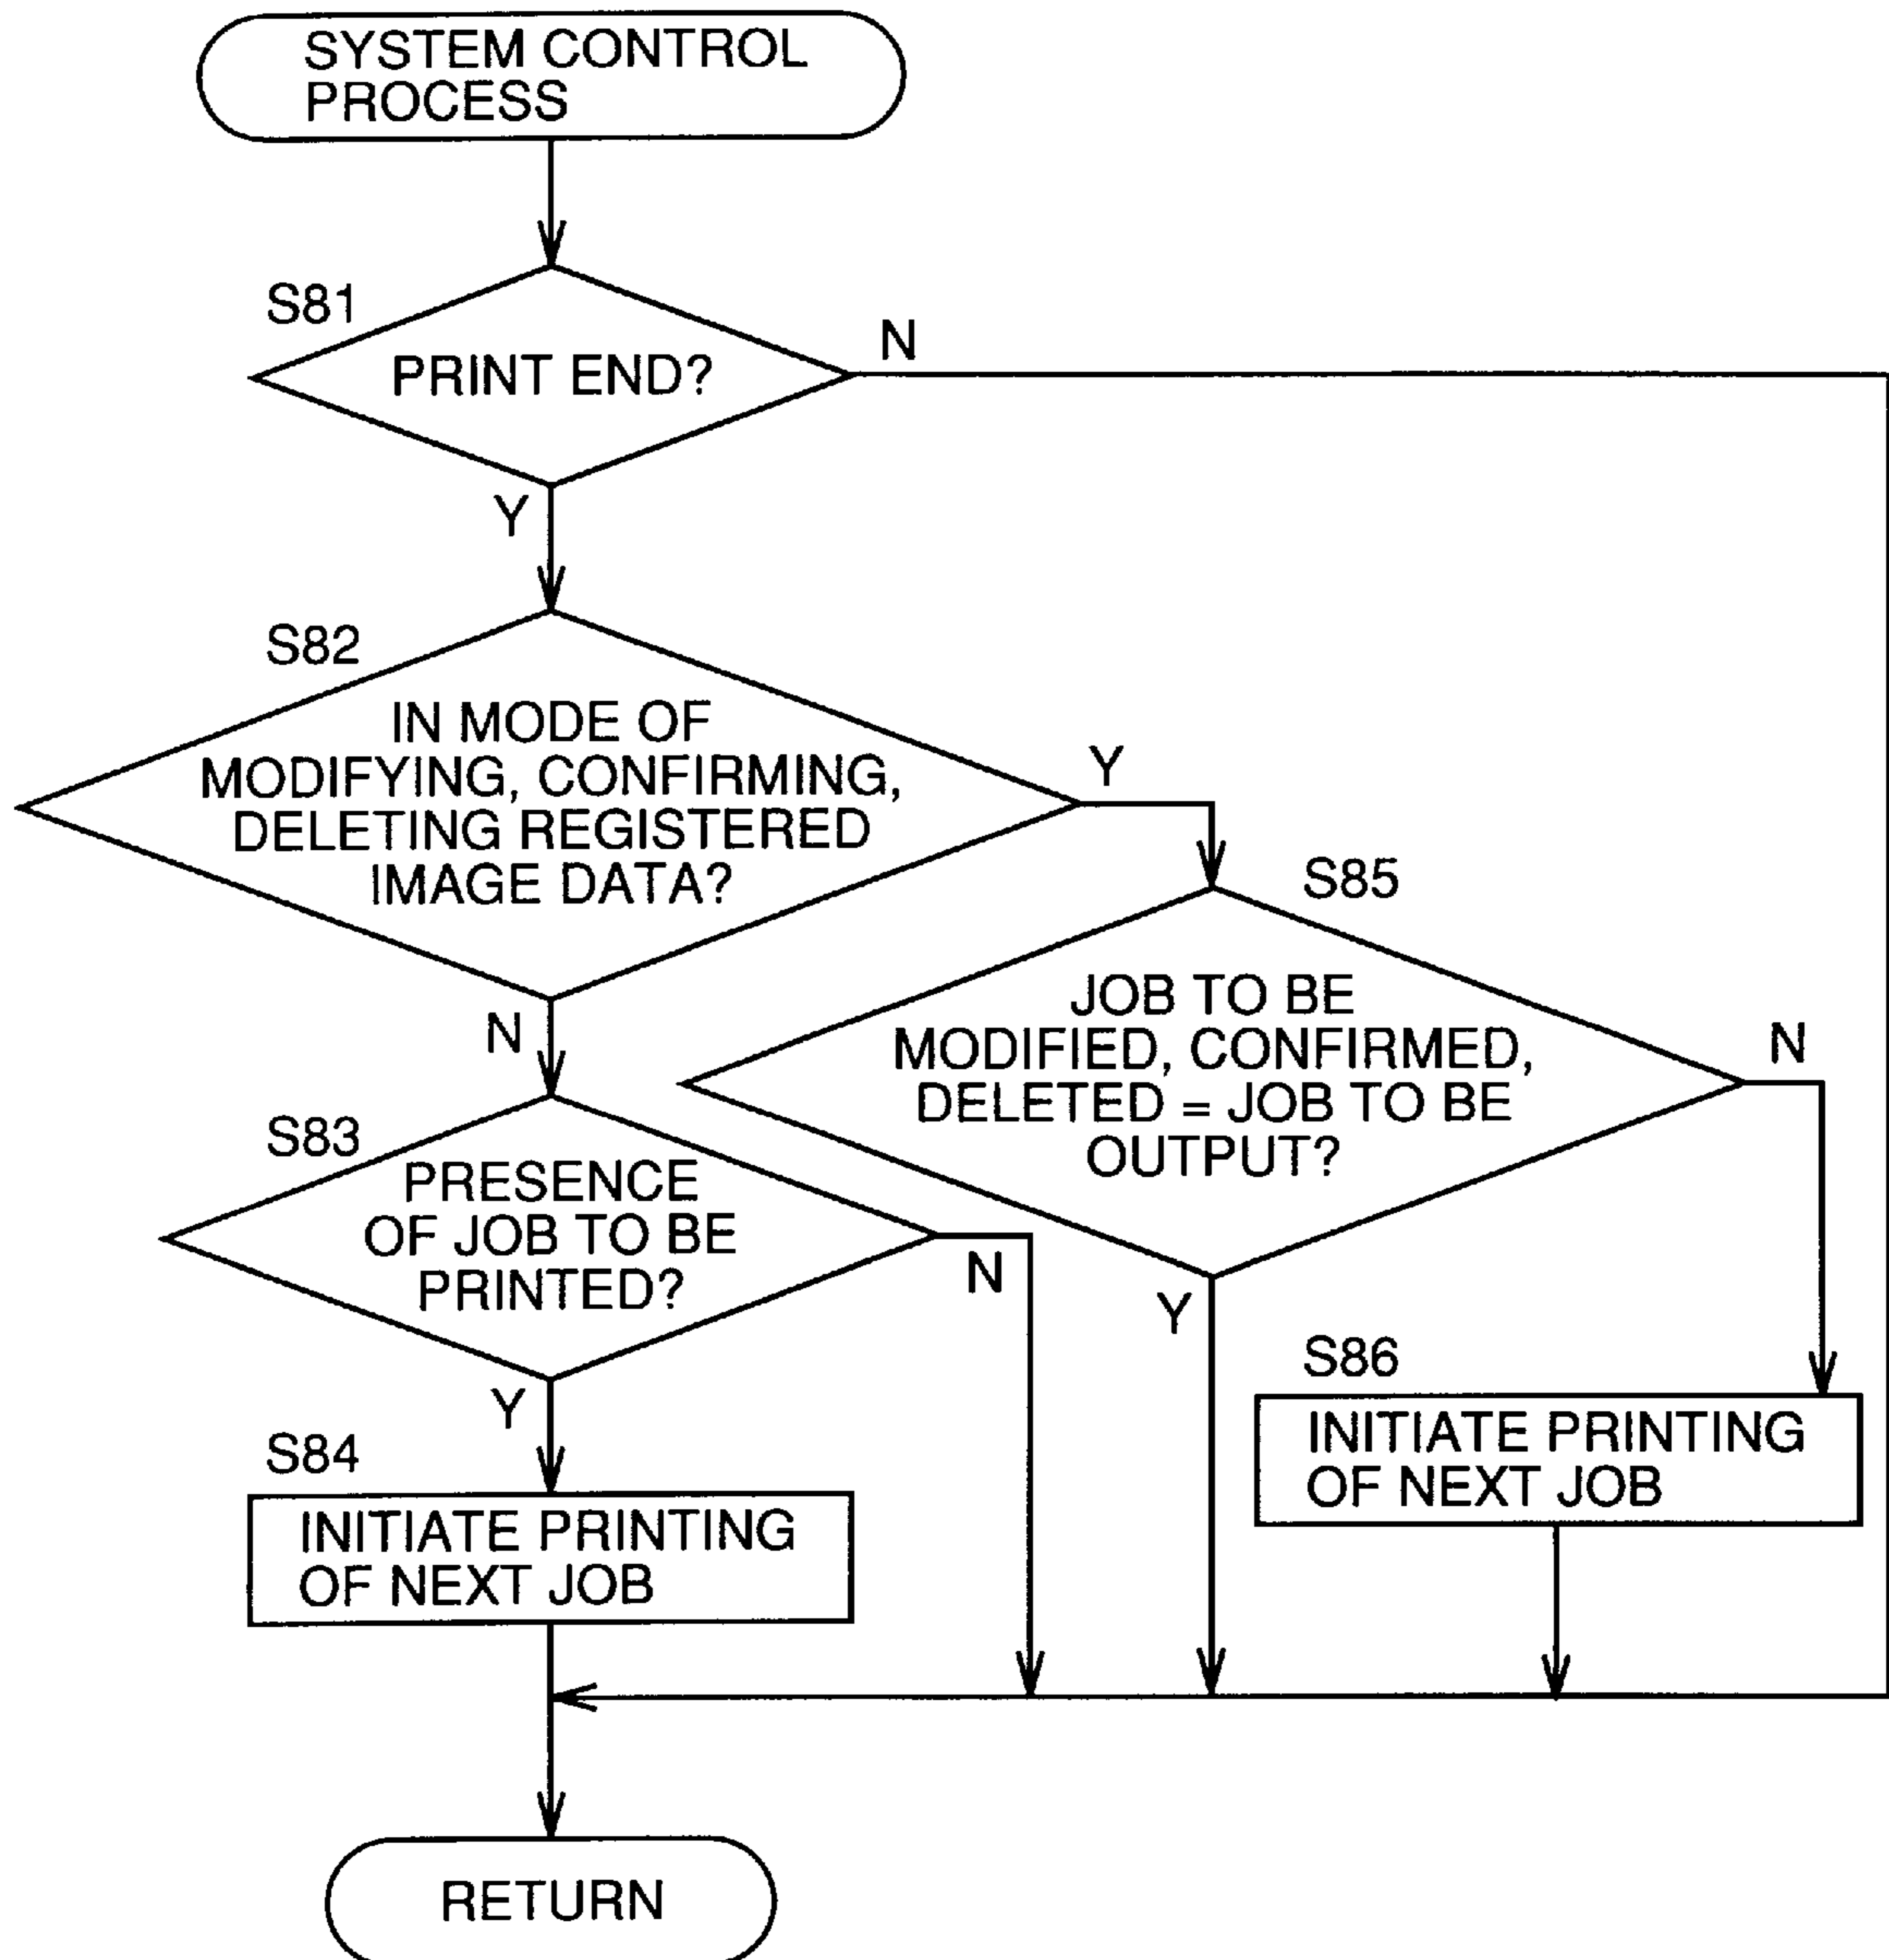 SYSTEM CONTROL
PROCESS
S81
PRINT END?
N
Y
S82
IN MODE OF
MODIFYING, CONFIRMING,
DELETING REGISTERED
IMAGE DATA?
Y
N
S85
JOB TO BE
MODIFIED, CONFIRMED,
DELETED = JOB TO BE
OUTPUT?
N
Y
S83
PRESENCE
OF JOB TO BE
PRINTED?
N
Y
S84
INITIATE PRINTING
OF NEXT JOB
S86
INITIATE PRINTING
OF NEXT JOB
RETURN